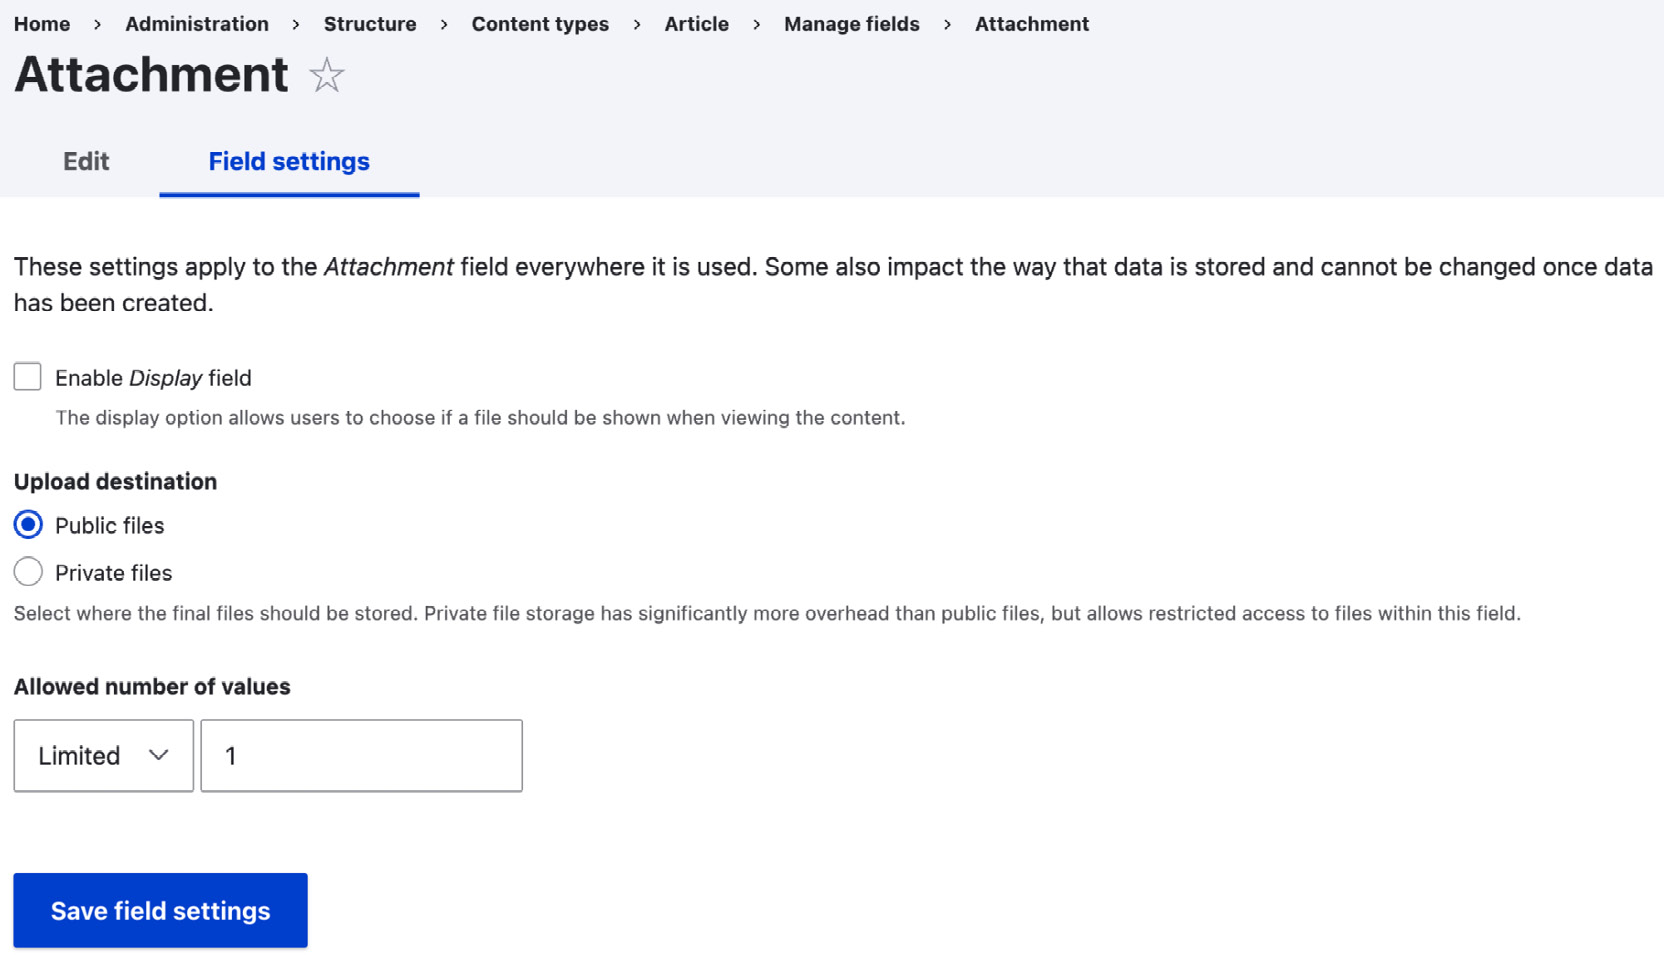 Home > Administration > Structure > Content types > Article > Manage fields > Attachment
Attachment
Edit Field settings
These settings apply to the Attachment field everywhere it is used. Some also impact the way that data is stored and cannot be changed once data
has been created.
Enable Display field
The display option allows users to choose if a file should be shown when viewing the content.
Upload destination
Public files
Private files
Select where the final files should be stored. Private file storage has significantly more overhead than public files, but allows restricted access to files within this field.
Allowed number of values
Limited 1
Save field settings